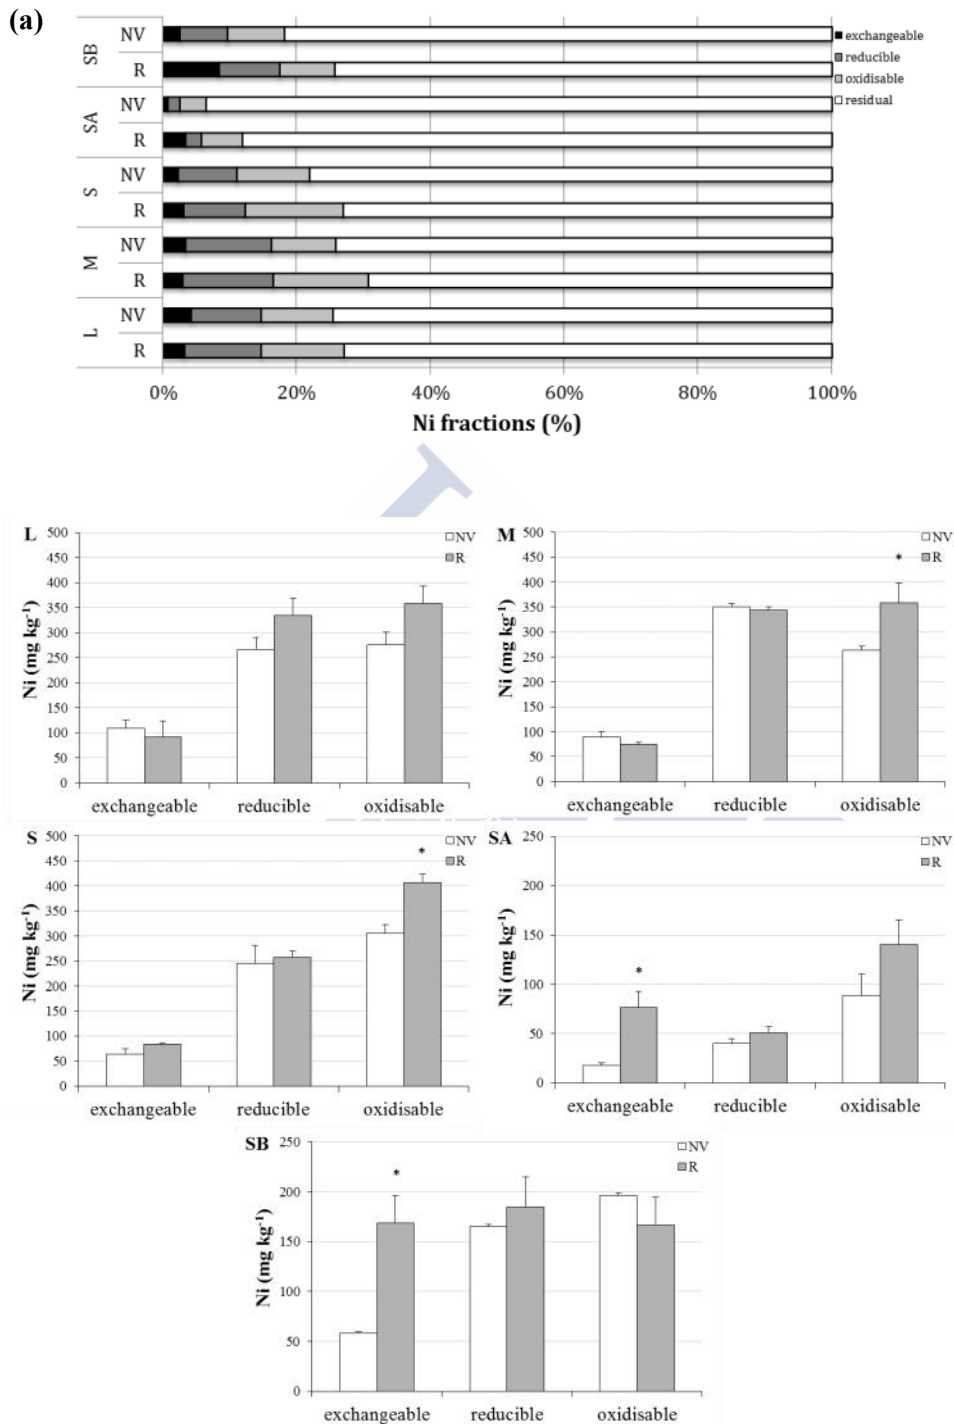 (a)
SB
NV
R
SA
NV
R
S
NV
R
M
NV
R
L
NV
R
exchangeable
reducible
oxidisable
residual
0% 20% 40% 60% 80% 100%
Ni fractions (%)
L
NV
R
Ni (mg kg⁻¹)
500
450
400
350
300
250
200
150
100
50
0
exchangeable reducible oxidisable
M
NV
R
*
Ni (mg kg⁻¹)
500
450
400
350
300
250
200
150
100
50
0
exchangeable reducible oxidisable
S
NV
R
*
Ni (mg kg⁻¹)
500
450
400
350
300
250
200
150
100
50
0
exchangeable reducible oxidisable
SA
NV
R
*
Ni (mg kg⁻¹)
250
200
150
100
50
0
exchangeable reducible oxidisable
SB
NV
R
*
Ni (mg kg⁻¹)
250
200
150
100
50
0
exchangeable reducible oxidisable